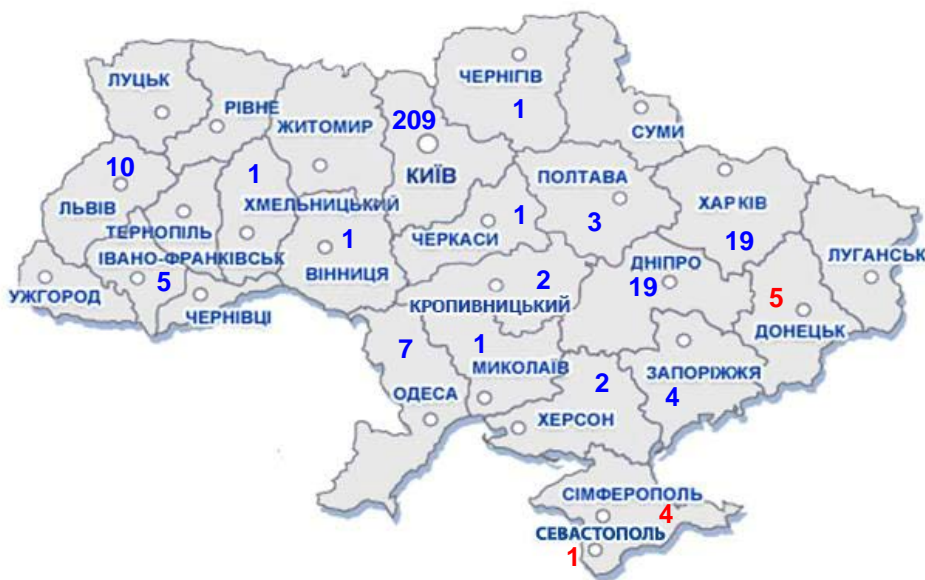 ЛУЦЬК
РІВНЕ
ЖИТОМИР
209
ЧЕРНІГІВ
1
СУМИ
10
ЛЬВІВ
1
ХМЕЛЬНИЦЬКИЙ
КИЇВ
ПОЛТАВА
3
ХАРКІВ
19
ТЕРНОПІЛЬ
1
ВІННИЦЯ
ЧЕРКАСИ
1
ЛУГАНСЬК
ІВАНО-ФРАНКІВСЬК
5
УЖГОРОД
ЧЕРНІВЦІ
2
КРОПИВНИЦЬКИЙ
ДНІПРО
19
5
ДОНЕЦЬК
7
ОДЕСА
1
МИКОЛАЇВ
2
ХЕРСОН
ЗАПОРІЖЖЯ
4
СІМФЕРОПОЛЬ
4
СЕВАСТОПОЛЬ
1